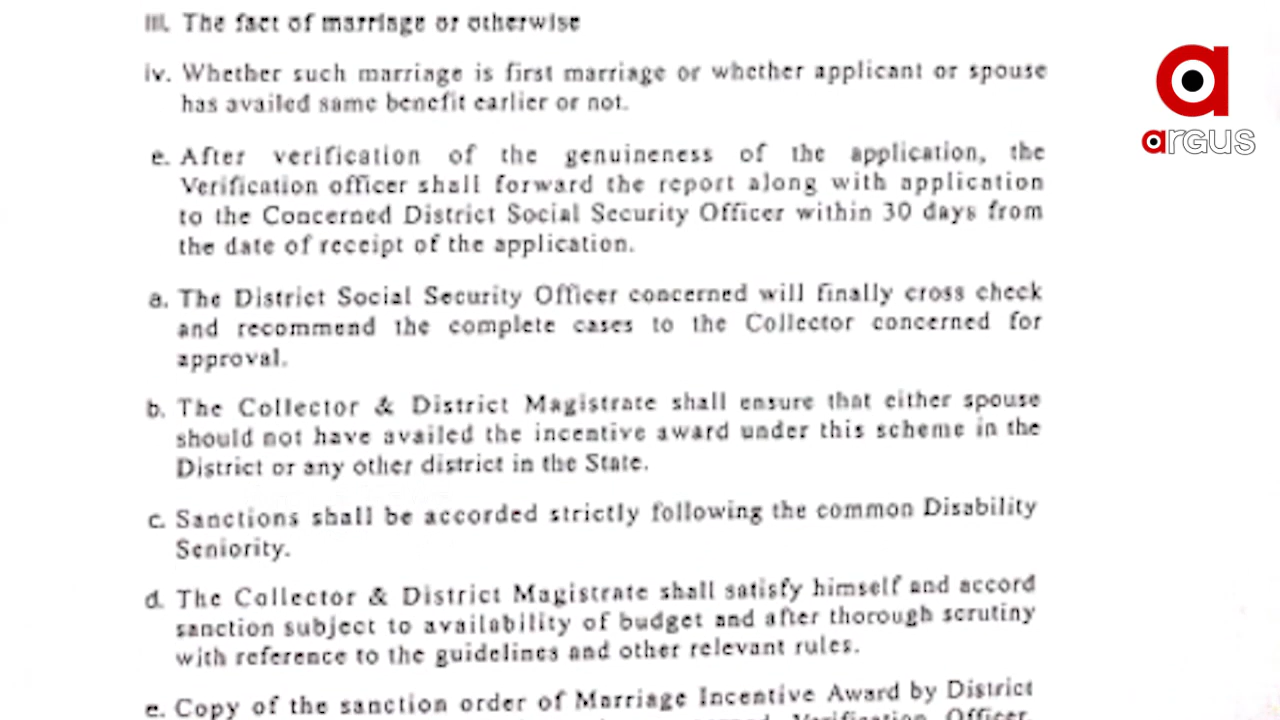 iii. The fact of marriage or otherwise
iv. Whether such marriage is first marriage or whether applicant or spouse
has availed same benefit earlier or not.
e. After verification of the genuineness of the application, the
Verification officer shall forward the report along with application
to the Concerned District Social Security Officer within 30 days from
the date of receipt of the application.
a. The District Social Security Officer concerned will finally cross check
and recommend the complete cases to the Collector concerned for
approval.
b. The Collector & District Magistrate shall ensure that either spouse
should not have availed the incentive award under this scheme in the
District or any other district in the State.
c. Sanctions shall be accorded strictly following the common Disability
Seniority.
d. The Collector & District Magistrate shall satisfy himself and accord
sanction subject to availability of budget and after thorough scrutiny
with reference to the guidelines and other relevant rules.
e. Copy of the sanction order of Marriage Incentive Award by District
Verification Officer,
argus